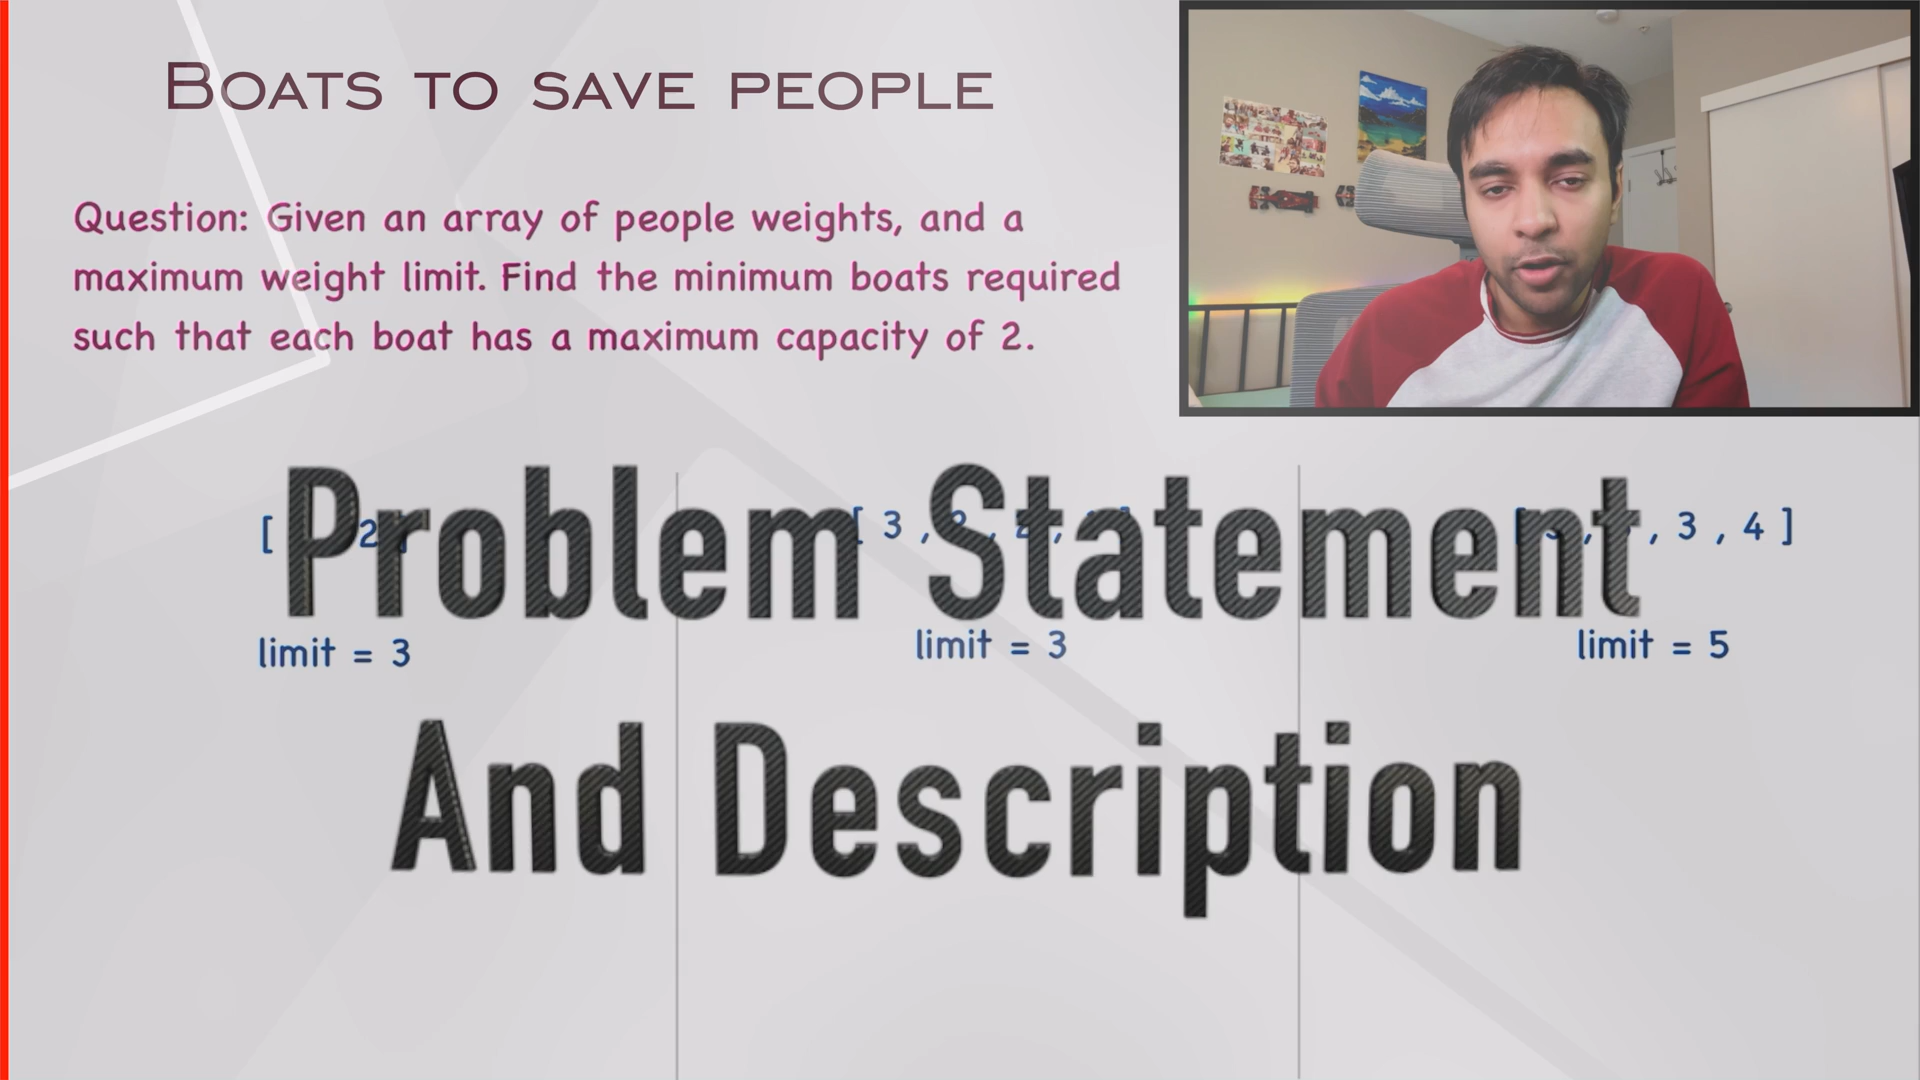 Boats to save people
Question: Given an array of people weights, and a
maximum weight limit. Find the minimum boats required
such that each boat has a maximum capacity of 2.
Problem Statement
[ 2
[ 3 ,
, 3 , 4 ]
limit = 3
limit = 3
limit = 5
And Description